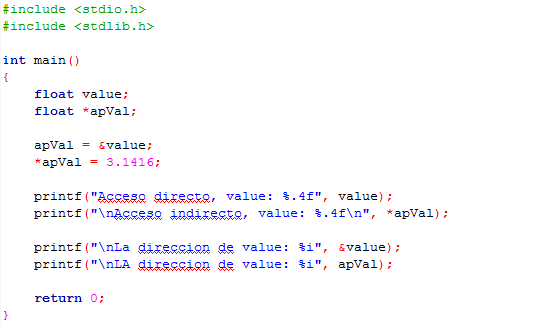 #include <stdio.h>
#include <stdlib.h>

int main()
{
    float value;
    float *apVal;

    apVal = &value;
    *apVal = 3.1416;

    printf("Acceso directo, value: %.4f", value);
    printf("\nAcceso indirecto, value: %.4f\n", *apVal);

    printf("\nLa direccion de value: %i", &value);
    printf("\nLA direccion de value: %i", apVal);

    return 0;
}